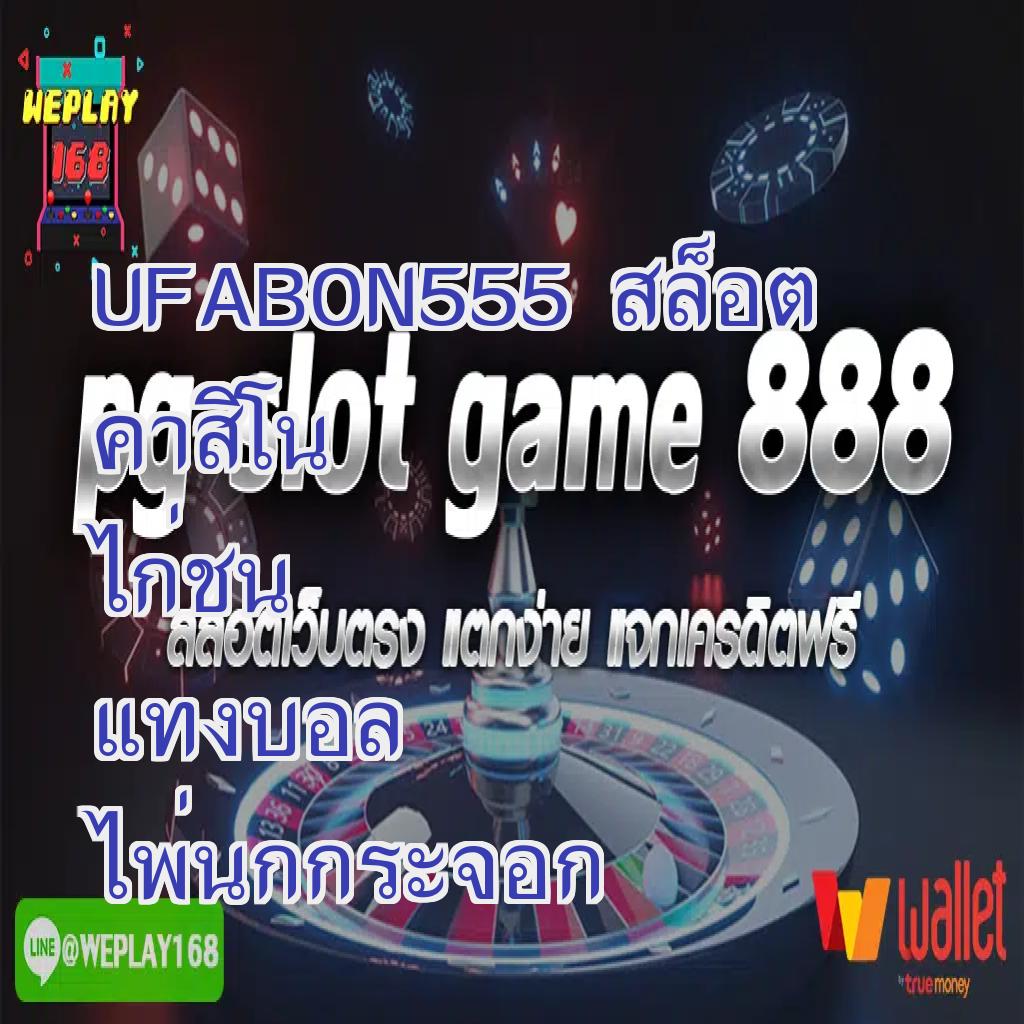 WEPLAY
168
UFABON555 สล็อต
pg slot game 888
คาสิโน
ไก่ชน
สล็อตเว็บตรง แตกง่าย แจกเครดิตฟรี
แทงบอล
ไพ่นกกระจอก
LINE @WEPLAY168
wallet
by truemoney